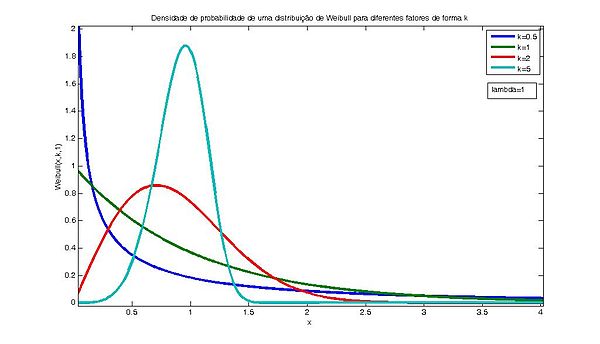 Densidade de probabilidade de uma distribuição de Weibull para diferentes fatores de forma k
k=0.5
k=1
k=2
k=5
lambda=1
Weibull(x,k,1)
2
1.8
1.6
1.4
1.2
1
0.8
0.6
0.4
0.2
0
0.5
1
1.5
2
2.5
3
3.5
4
x